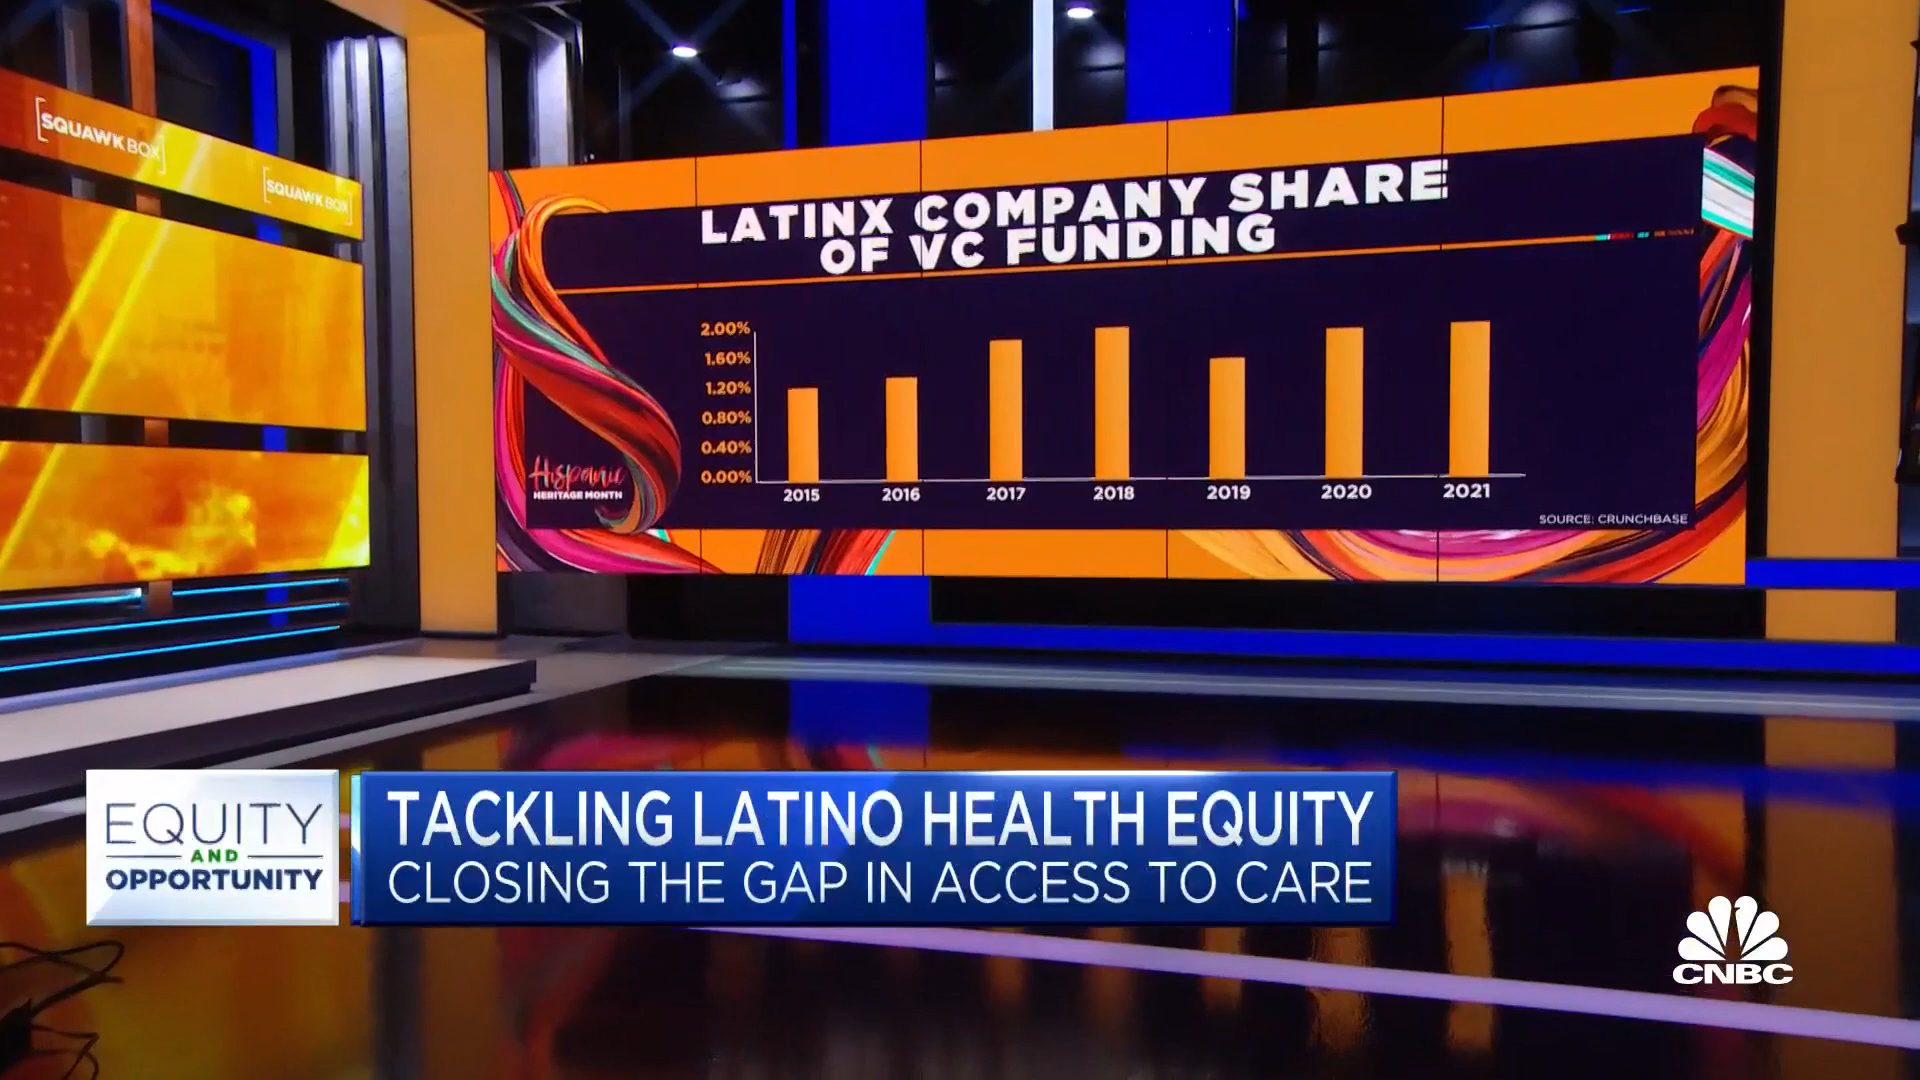 [SQUAWK BOX]
[SQUAWK BOX]
LATINX COMPANY SHARE
OF VC FUNDING
2.00%
1.60%
1.20%
0.80%
0.40%
0.00%
2015 2016 2017 2018 2019 2020 2021
SOURCE: CRUNCHBASE
Hispanic
HERITAGE MONTH
EQUITY
AND
OPPORTUNITY
TACKLING LATINO HEALTH EQUITY
CLOSING THE GAP IN ACCESS TO CARE
CNBC